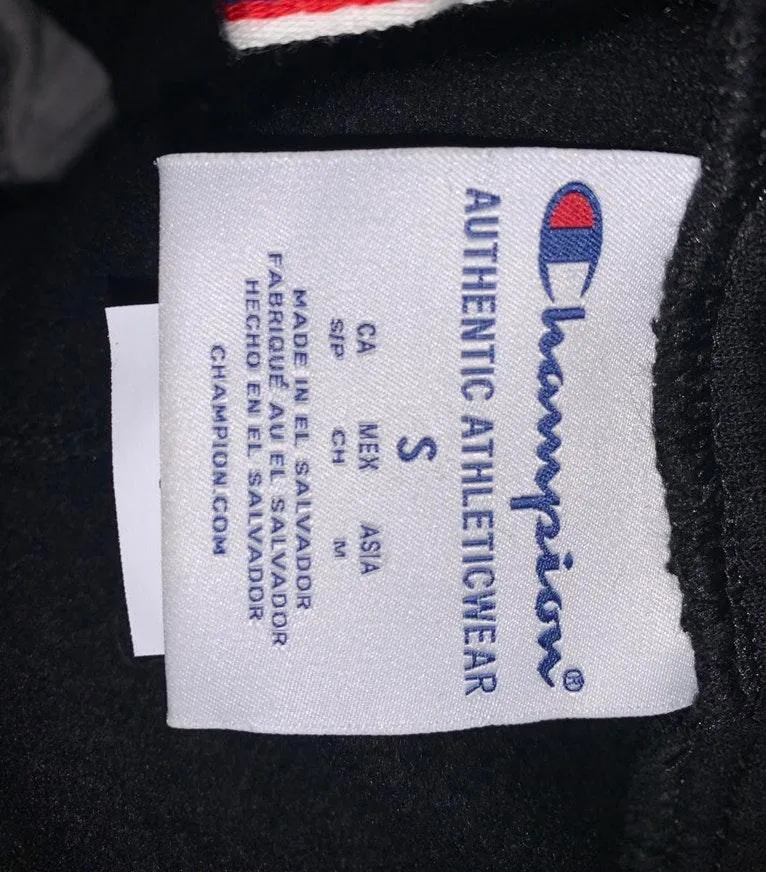 Champion®
AUTHENTIC ATHLETICWEAR
S
CA MEX ASIA
S/P CH M
MADE IN EL SALVADOR
FABRIQUÉ AU EL SALVADOR
HECHO EN EL SALVADOR
CHAMPION.COM